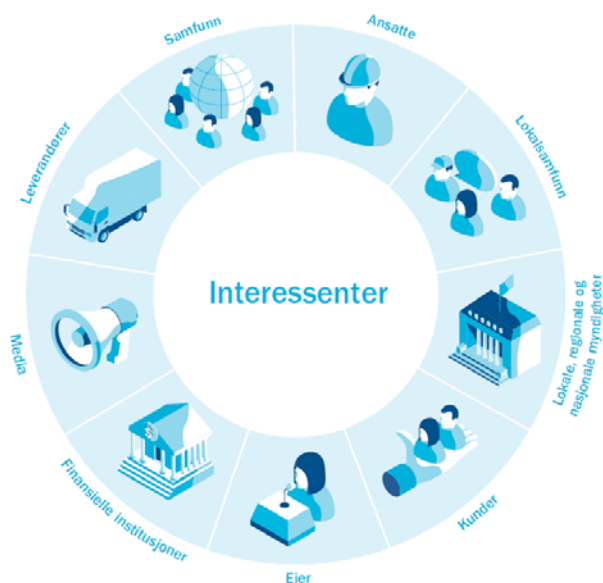 Samfunn
Ansatte
Lokalsamfunn
Lokale, regionale og
nasjonale myndigheter
Kunder
Eier
Finansielle institusjoner
Media
Leverandører
Interessenter